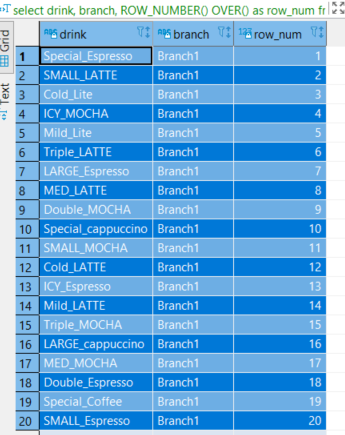 select drink, branch, ROW_NUMBER() OVER() as row_num fr
Grid
Text
ABC drink ABC branch 123 row_num
1 Special_Espresso Branch1 1
2 SMALL_LATTE Branch1 2
3 Cold_Lite Branch1 3
4 ICY_MOCHA Branch1 4
5 Mild_Lite Branch1 5
6 Triple_LATTE Branch1 6
7 LARGE_Espresso Branch1 7
8 MED_LATTE Branch1 8
9 Double_MOCHA Branch1 9
10 Special_cappuccino Branch1 10
11 SMALL_MOCHA Branch1 11
12 Cold_LATTE Branch1 12
13 ICY_Espresso Branch1 13
14 Mild_LATTE Branch1 14
15 Triple_MOCHA Branch1 15
16 LARGE_cappuccino Branch1 16
17 MED_MOCHA Branch1 17
18 Double_Espresso Branch1 18
19 Special_Coffee Branch1 19
20 SMALL_Espresso Branch1 20